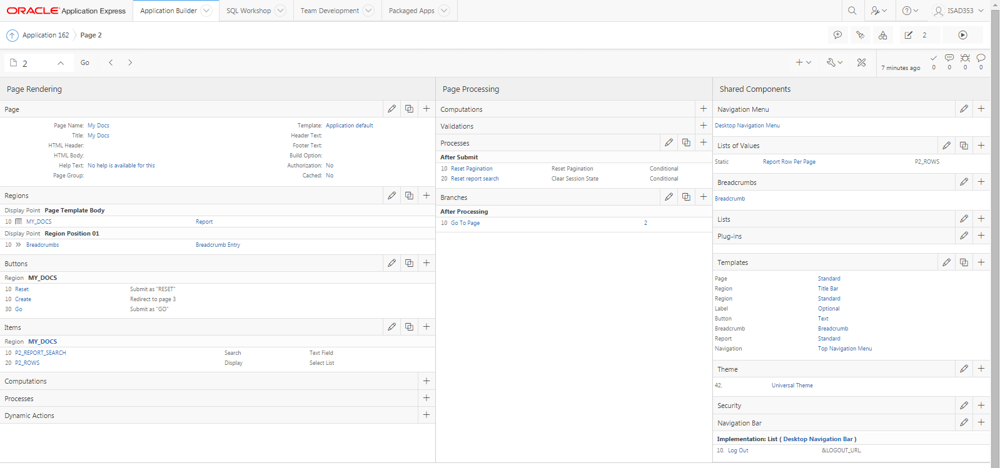 ORACLE Application Express Application Builder SQL Workshop Team Development Packaged Apps ISAD353
Application 162 Page 2 2
2 Go 7 minutes ago 0 0 0 0
Page Rendering
Page
Page Name: My Docs Template: Application default
Title: My Docs Header Text:
HTML Header: Footer Text:
HTML Body: Build Option:
Help Text: No help is available for this Authorization: No
Page Group: Cached: No
Regions
Display Point Page Template Body
10 MY_DOCS Report
Display Point Region Position 01
10 Breadcrumbs Breadcrumb Entry
Buttons
Region MY_DOCS
10 Reset Submit as "RESET"
10 Create Redirect to page 3
30 Go Submit as "GO"
Items
Region MY_DOCS
10 P2_REPORT_SEARCH Search Text Field
20 P2_ROWS Display Select List
Computations
Processes
Dynamic Actions
Page Processing
Computations
Validations
Processes
After Submit
10 Reset Pagination Reset Pagination Conditional
20 Reset report search Clear Session State Conditional
Branches
After Processing
10 Go To Page 2
Shared Components
Navigation Menu
Desktop Navigation Menu
Lists of Values
Static Report Row Per Page P2_ROWS
Breadcrumbs
Breadcrumb
Lists
Plug-ins
Templates
Page Standard
Region Title Bar
Region Standard
Label Optional
Button Text
Breadcrumb Breadcrumb
Report Standard
Navigation Top Navigation Menu
Theme
42. Universal Theme
Security
Navigation Bar
Implementation: List ( Desktop Navigation Bar )
10. Log Out &LOGOUT_URL.